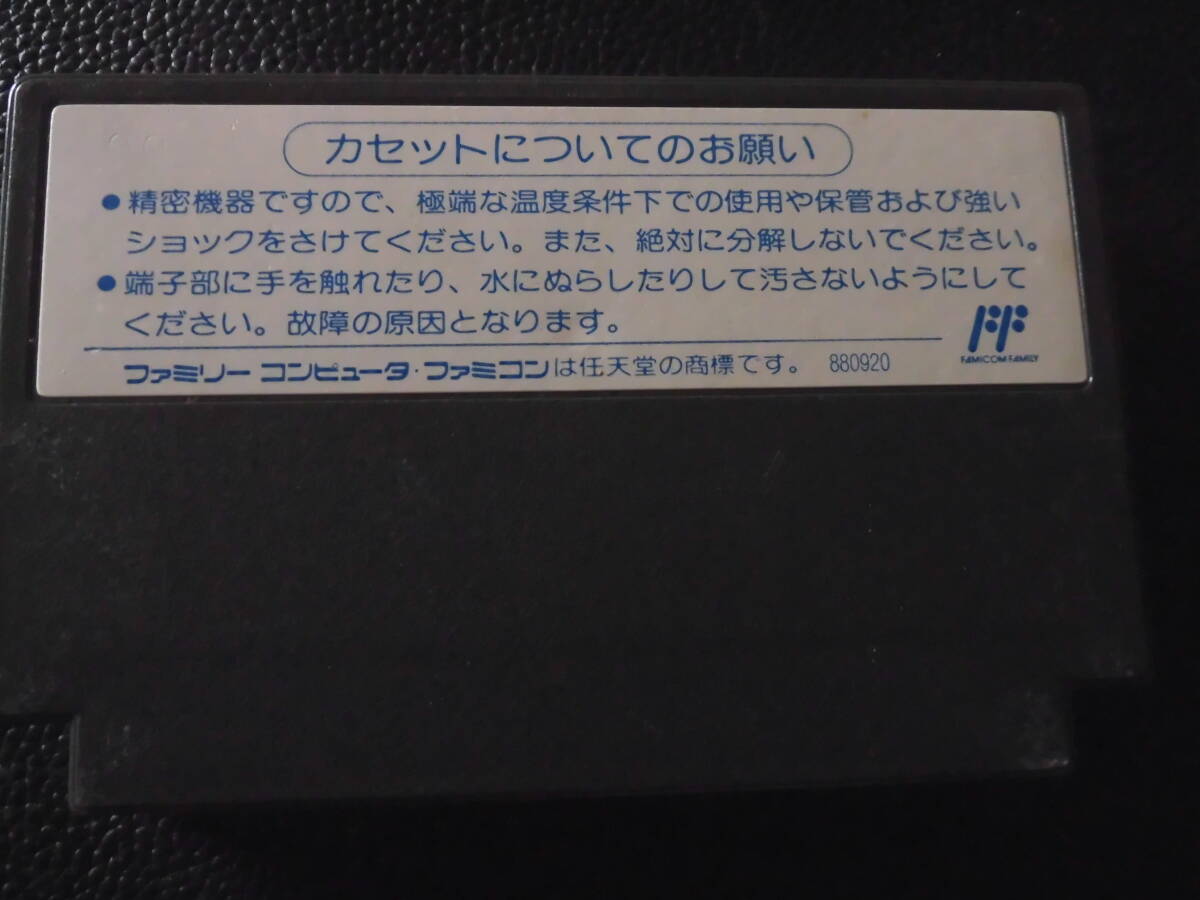 カセットについてのお願い
●精密機器ですので、極端な温度条件下での使用や保管および強い
ショックをさけてください。また、絶対に分解しないでください。
●端子部に手を触れたり、水にぬらしたりして汚さないようにして
ください。故障の原因となります。
FF
FAMICOM FAMILY
ファミリー コンピュータ・ファミコンは任天堂の商標です。 880920